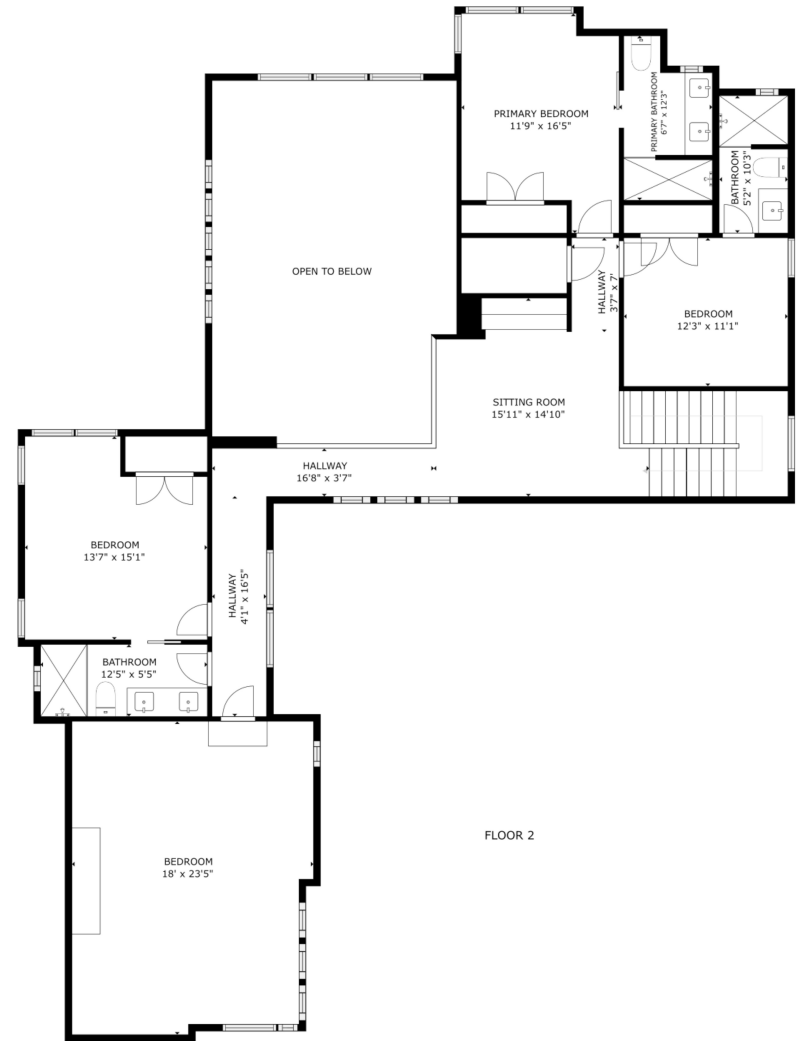 PRIMARY BEDROOM
11'9" x 16'5"
PRIMARY BATHROOM
6'7" x 12'3"
BATHROOM
5'2" x 10'3"
OPEN TO BELOW
HALLWAY
3'7" x 7'
BEDROOM
12'3" x 11'1"
SITTING ROOM
15'11" x 14'10"
HALLWAY
16'8" x 3'7"
BEDROOM
13'7" x 15'1"
HALLWAY
4'1" x 16'5"
BATHROOM
12'5" x 5'5"
FLOOR 2
BEDROOM
18' x 23'5"